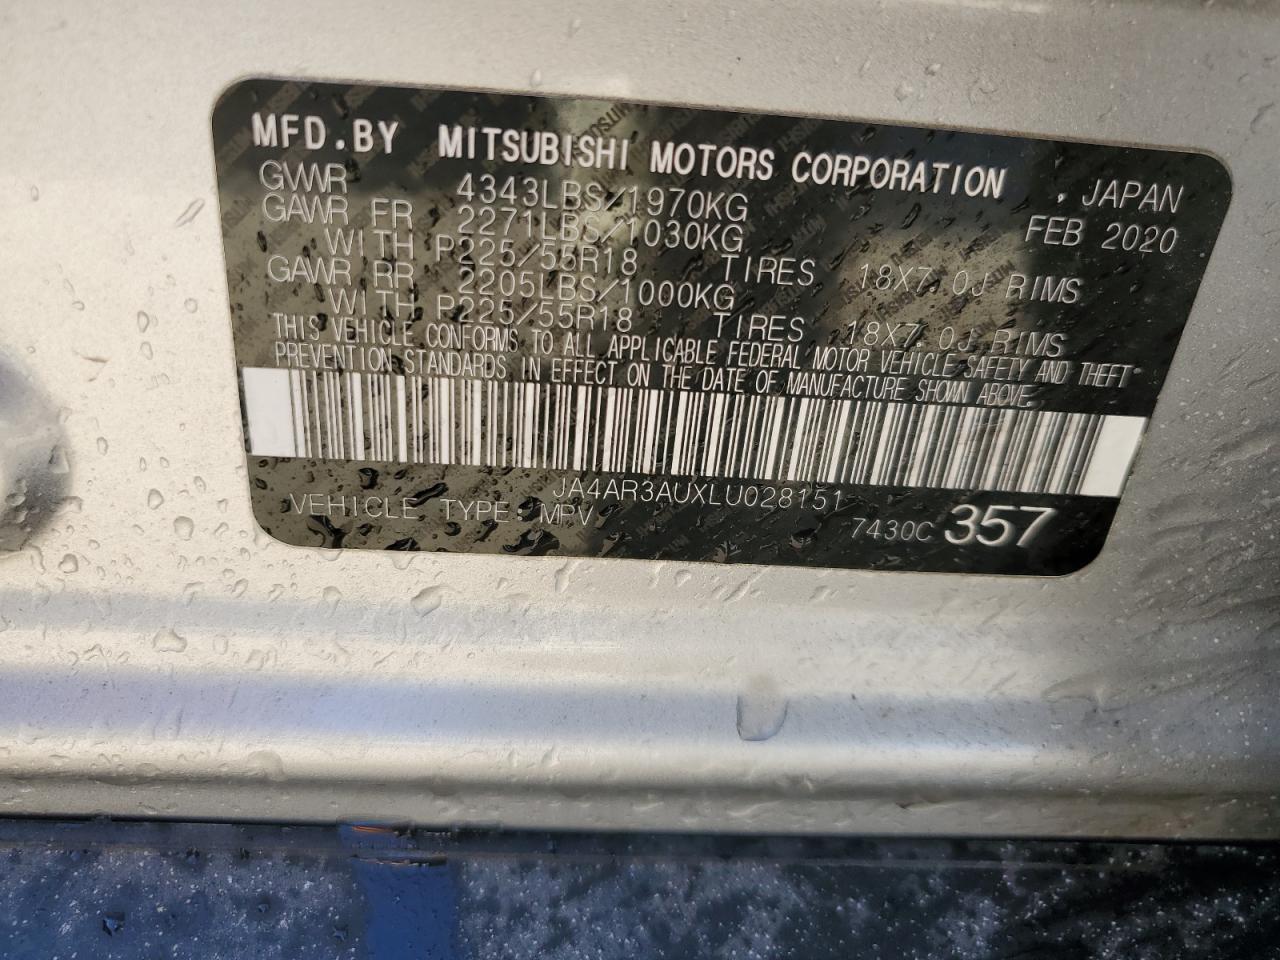 MFD.BY MITSUBISHI MOTORS CORPORATION , JAPAN
GVWR 4343LBS/1970KG FEB 2020
GAWR FR 2271LBS/1030KG
WITH P225/55R18 TIRES 18X7.0J RIMS
GAWR RR 2205LBS/1000KG
WITH P225/55R18 TIRES 18X7.0J RIMS
THIS VEHICLE CONFORMS TO ALL APPLICABLE FEDERAL MOTOR VEHICLE SAFETY AND THEFT
PREVENTION STANDARDS IN EFFECT ON THE DATE OF MANUFACTURE SHOWN ABOVE.
JA4AR3AUXLU028151
VEHICLE TYPE: MPV 7430C 357